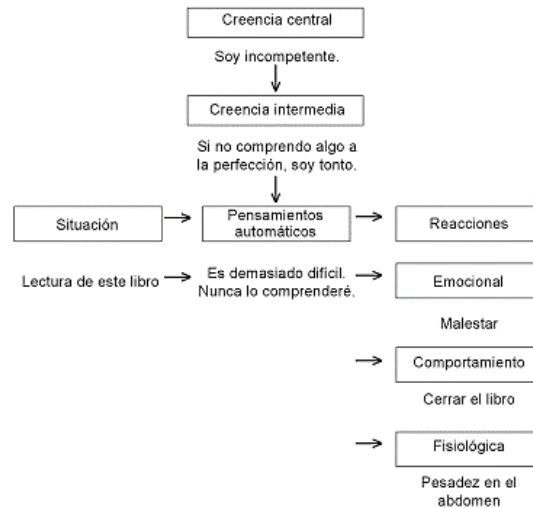 Creencia central
Soy incompetente.
Creencia intermedia
Si no comprendo algo a
la perfección, soy tonto.
Situación
Pensamientos
automáticos
Reacciones
Lectura de este libro
Es demasiado difícil.
Nunca lo comprenderé.
Emocional
Malestar
Comportamiento
Cerrar el libro
Fisiológica
Pesadez en el
abdomen